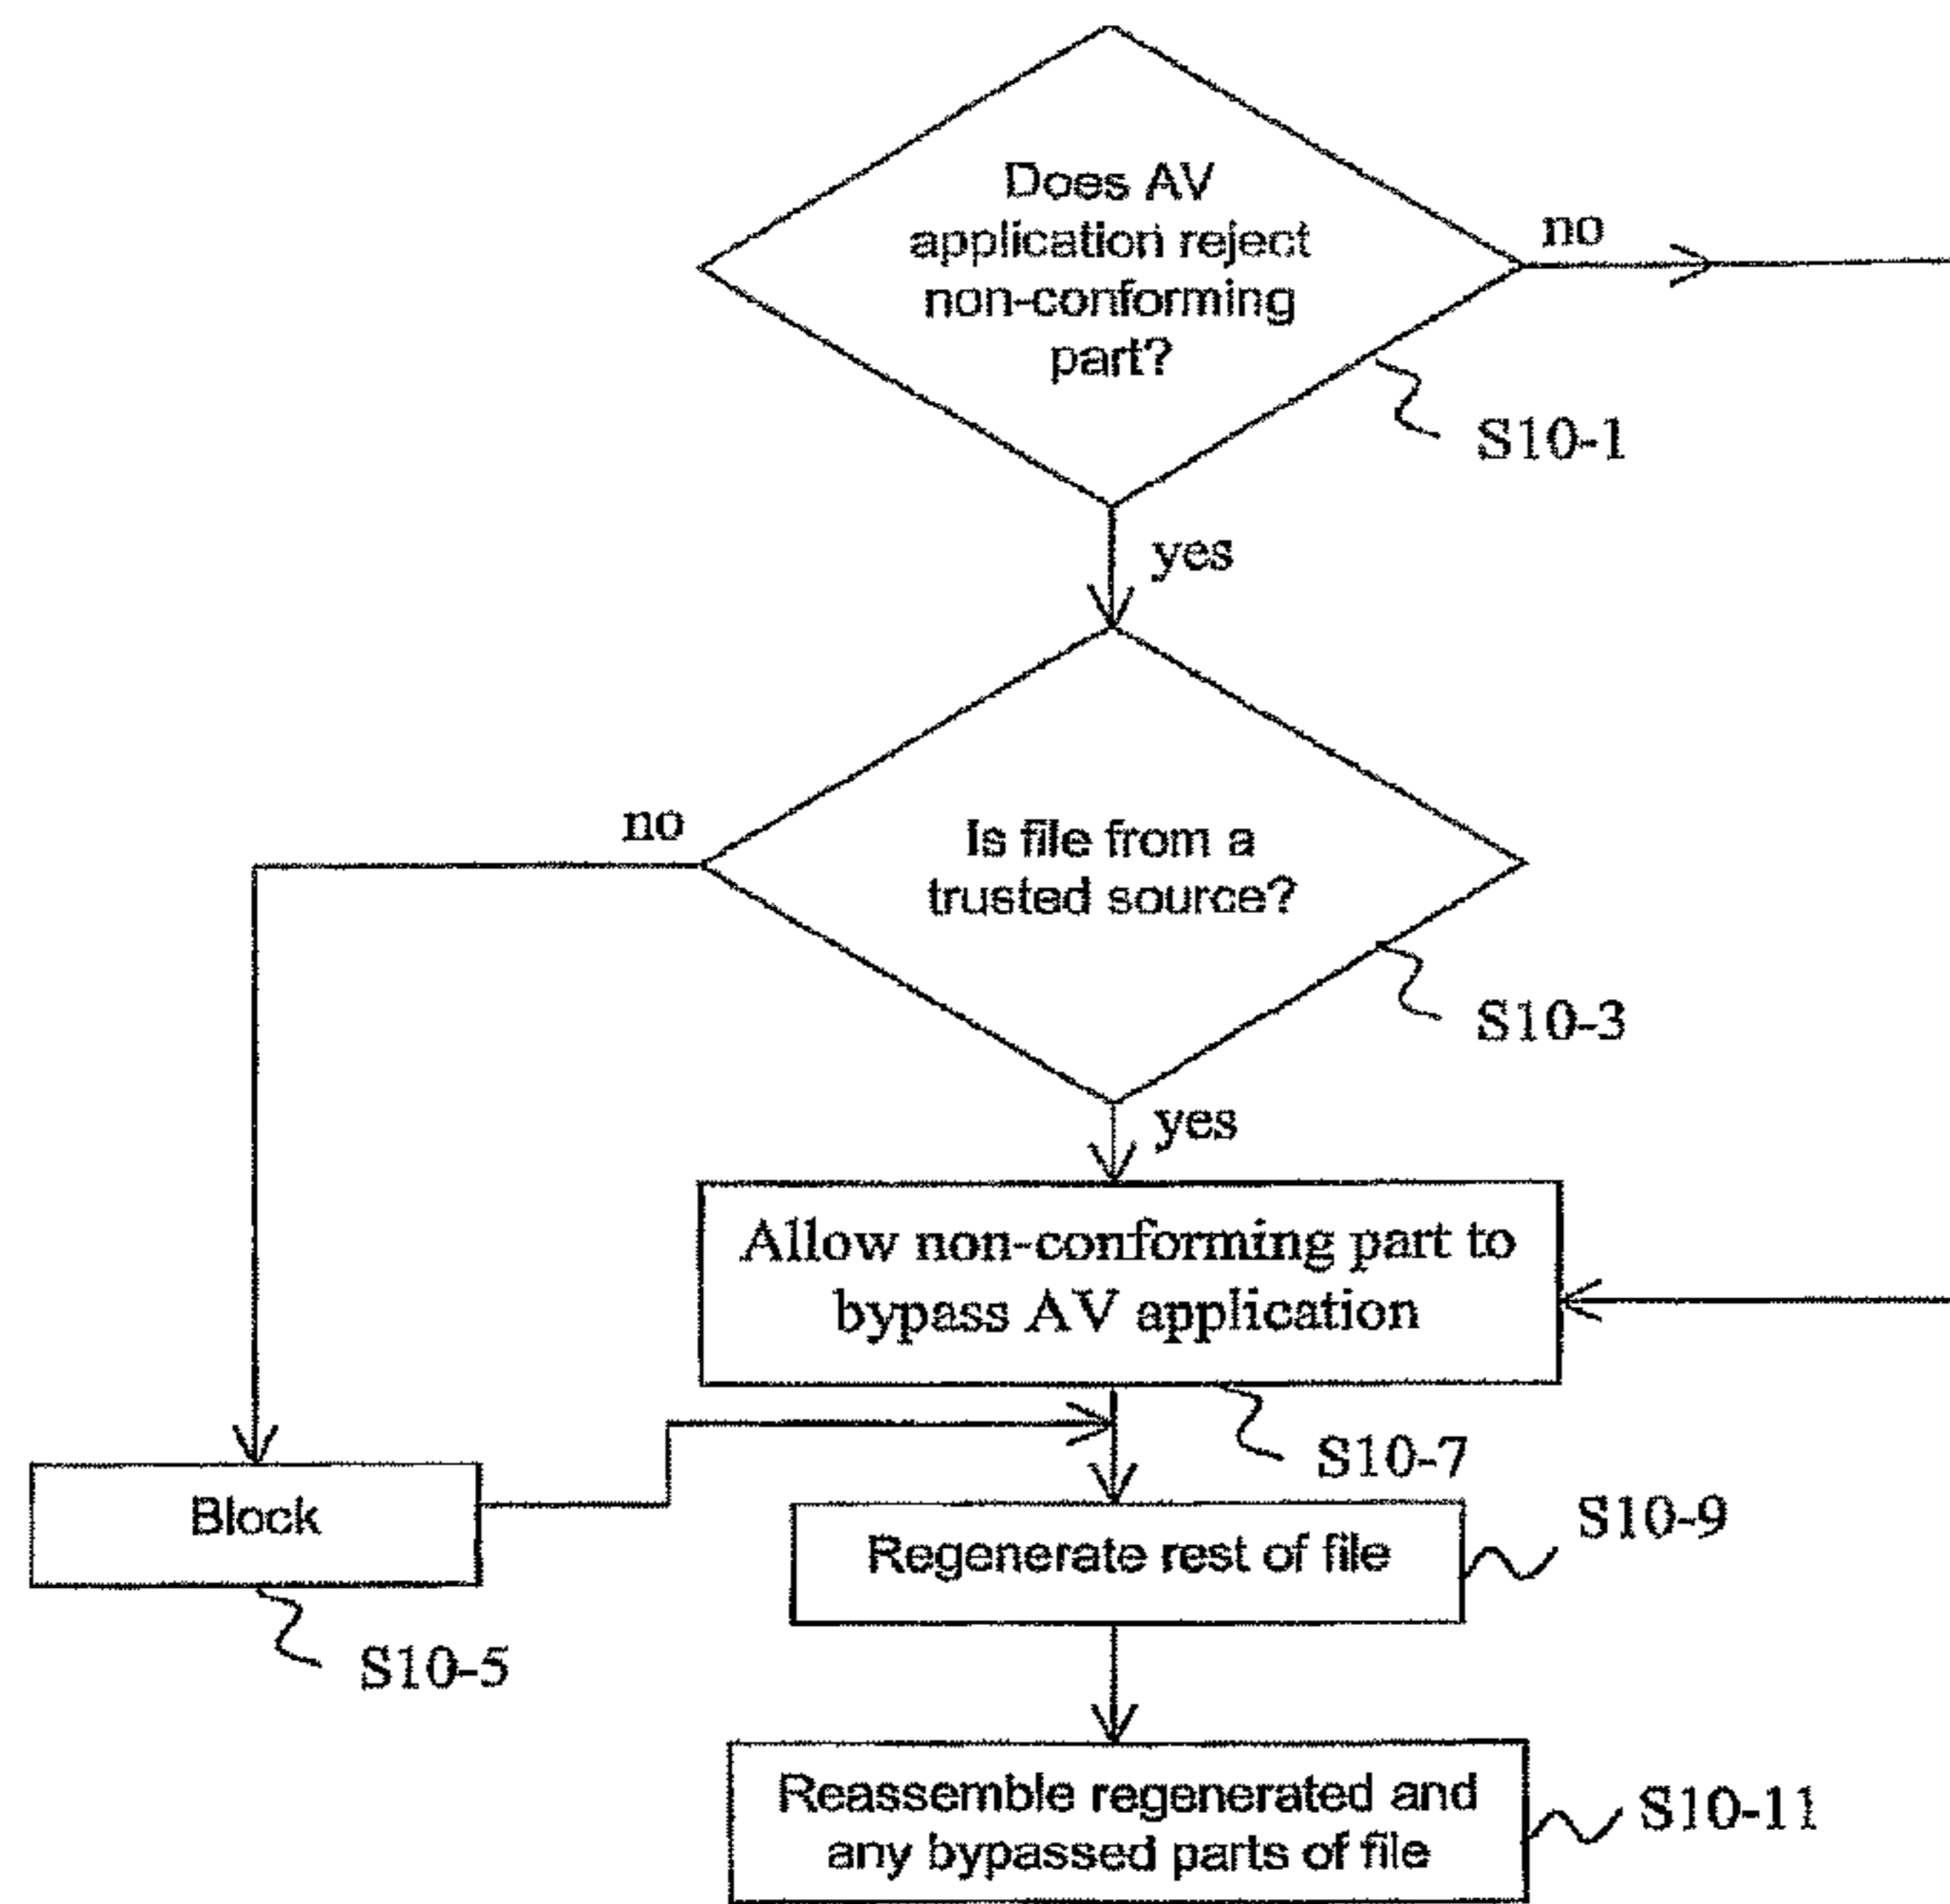 Does AV
application reject
non-conforming
part?
no
S10-1
yes
Is file from a
trusted source?
no
S10-3
yes
Allow non-conforming part to
bypass AV application
S10-7
Block
S10-5
Regenerate rest of file
S10-9
Reassemble regenerated and
any bypassed parts of file
S10-11